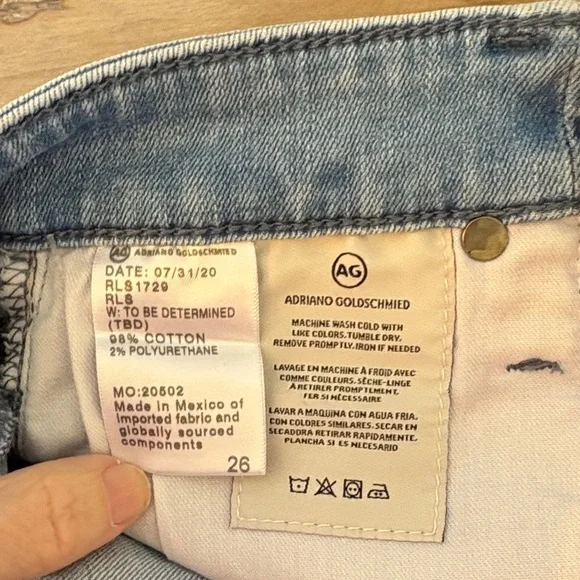 AG ADRIANO GOLDSCHMIED
DATE: 07/31/20
RLS1729
RLS
W: TO BE DETERMINED
(TBD)
98% COTTON
2% POLYURETHANE
MO:20502
Made in Mexico of
imported fabric and
globally sourced
components
26
AG
ADRIANO GOLDSCHMIED
MACHINE WASH COLD WITH
LIKE COLORS. TUMBLE DRY.
REMOVE PROMPTLY. IRON IF NEEDED
LAVAGE EN MACHINE À FROID AVEC
COMME COULEURS. SÈCHE-LINGE
À RETIRER PROMPTEMENT.
FER SI NÉCESSAIRE
LAVAR A MAQUINA CON AGUA FRIA.
CON COLORES SIMILARES. SECAR EN
SECADORA RETIRAR RAPIDAMENTE.
PLANCHA SI ES NECESARIO